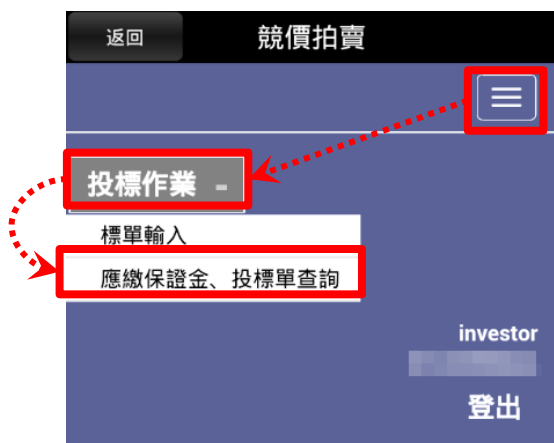 返回
競價拍賣
投標作業 -
標單輸入
應繳保證金、投標單查詢
investor
登出